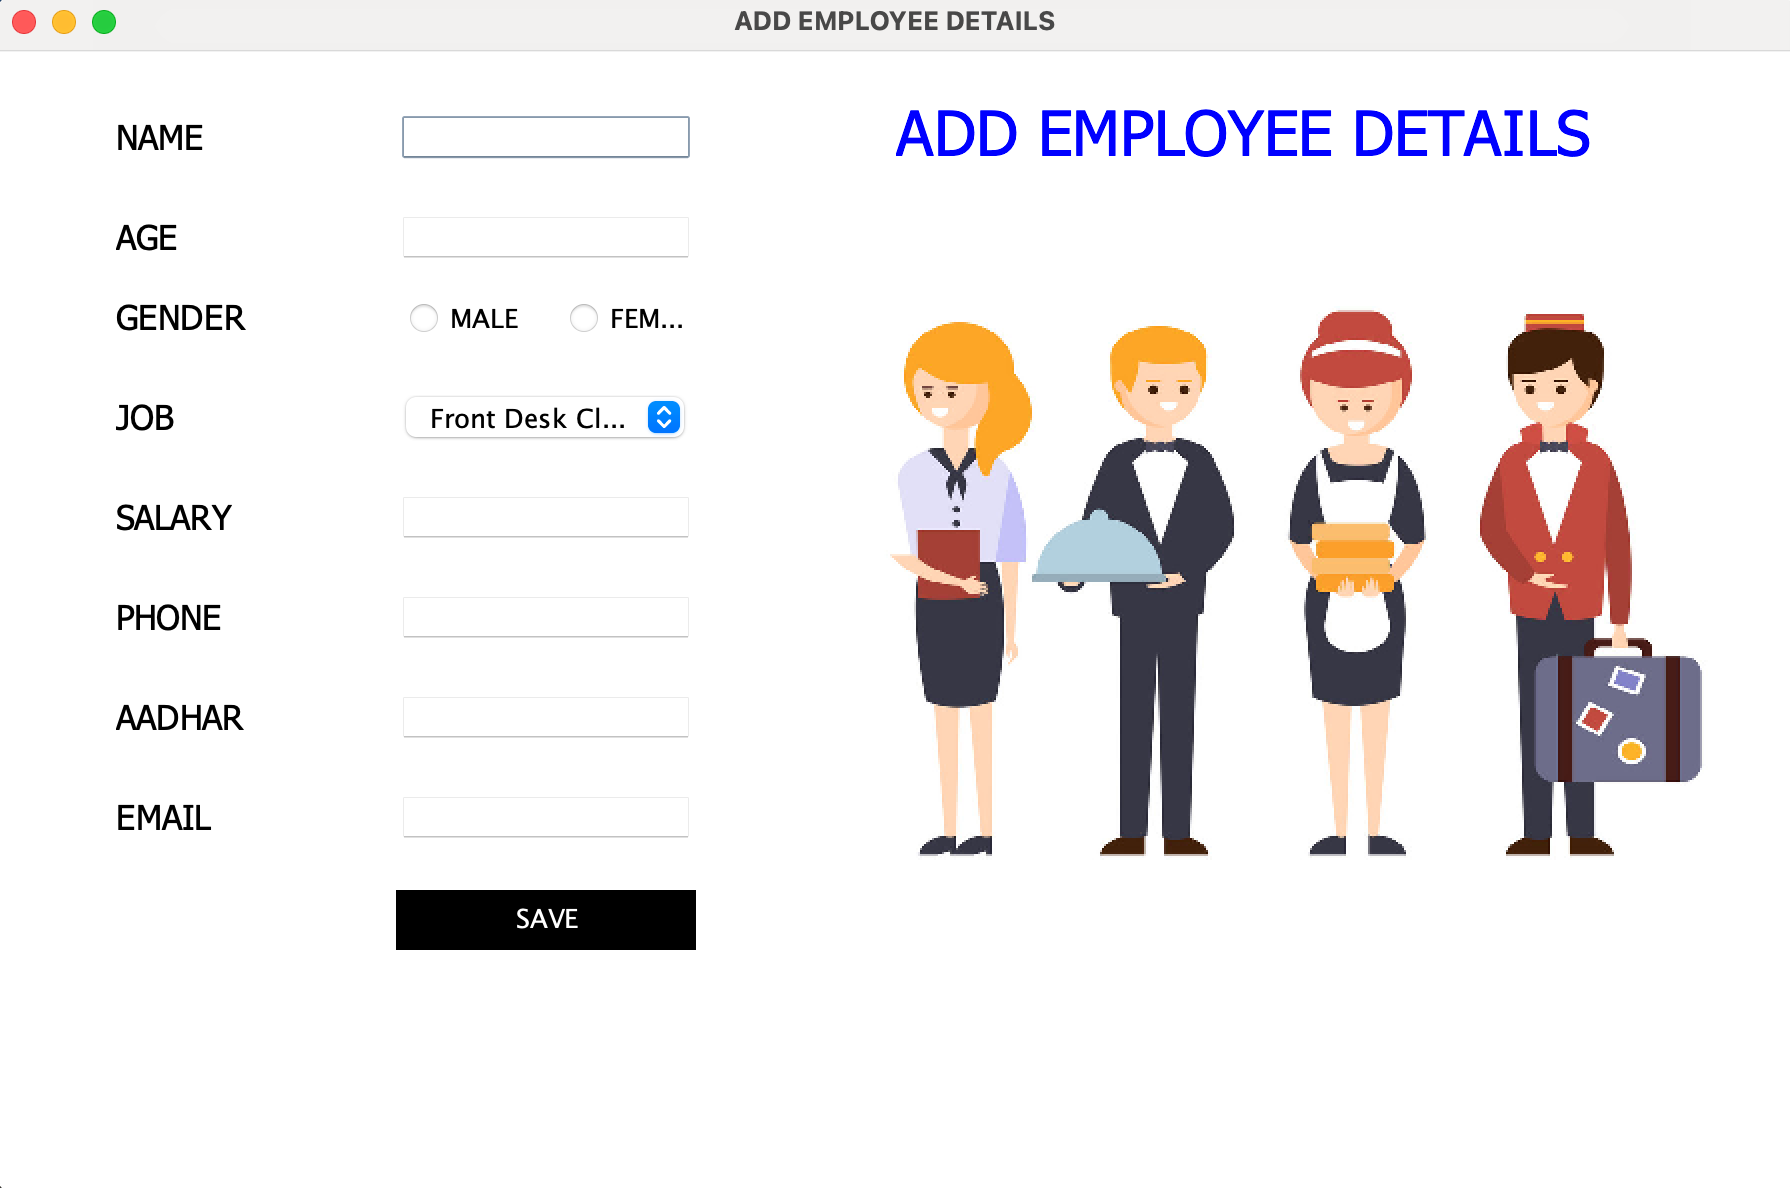 ADD EMPLOYEE DETAILS
ADD EMPLOYEE DETAILS
NAME
AGE
GENDER MALE FEM...
JOB Front Desk Cl...
SALARY
PHONE
AADHAR
EMAIL
SAVE